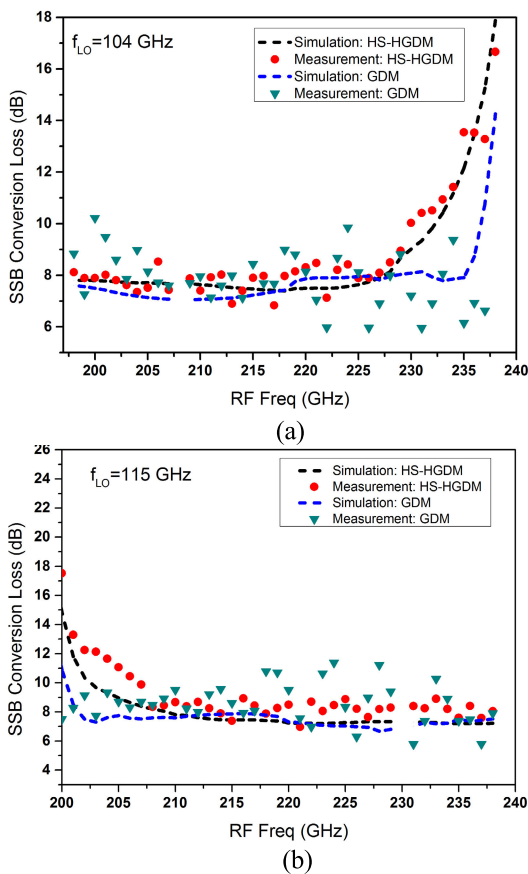 18
16
14
12
10
8
6
SSB Conversion Loss (dB)
fLO=104 GHz
Simulation: HS-HGDM
Measurement: HS-HGDM
Simulation: GDM
Measurement: GDM
200 205 210 215 220 225 230 235 240
RF Freq (GHz)
(a)
26
24
22
20
18
16
14
12
10
8
6
4
SSB Conversion Loss (dB)
fLO=115 GHz
Simulation: HS-HGDM
Measurement: HS-HGDM
Simulation: GDM
Measurement: GDM
200 205 210 215 220 225 230 235 240
RF Freq (GHz)
(b)